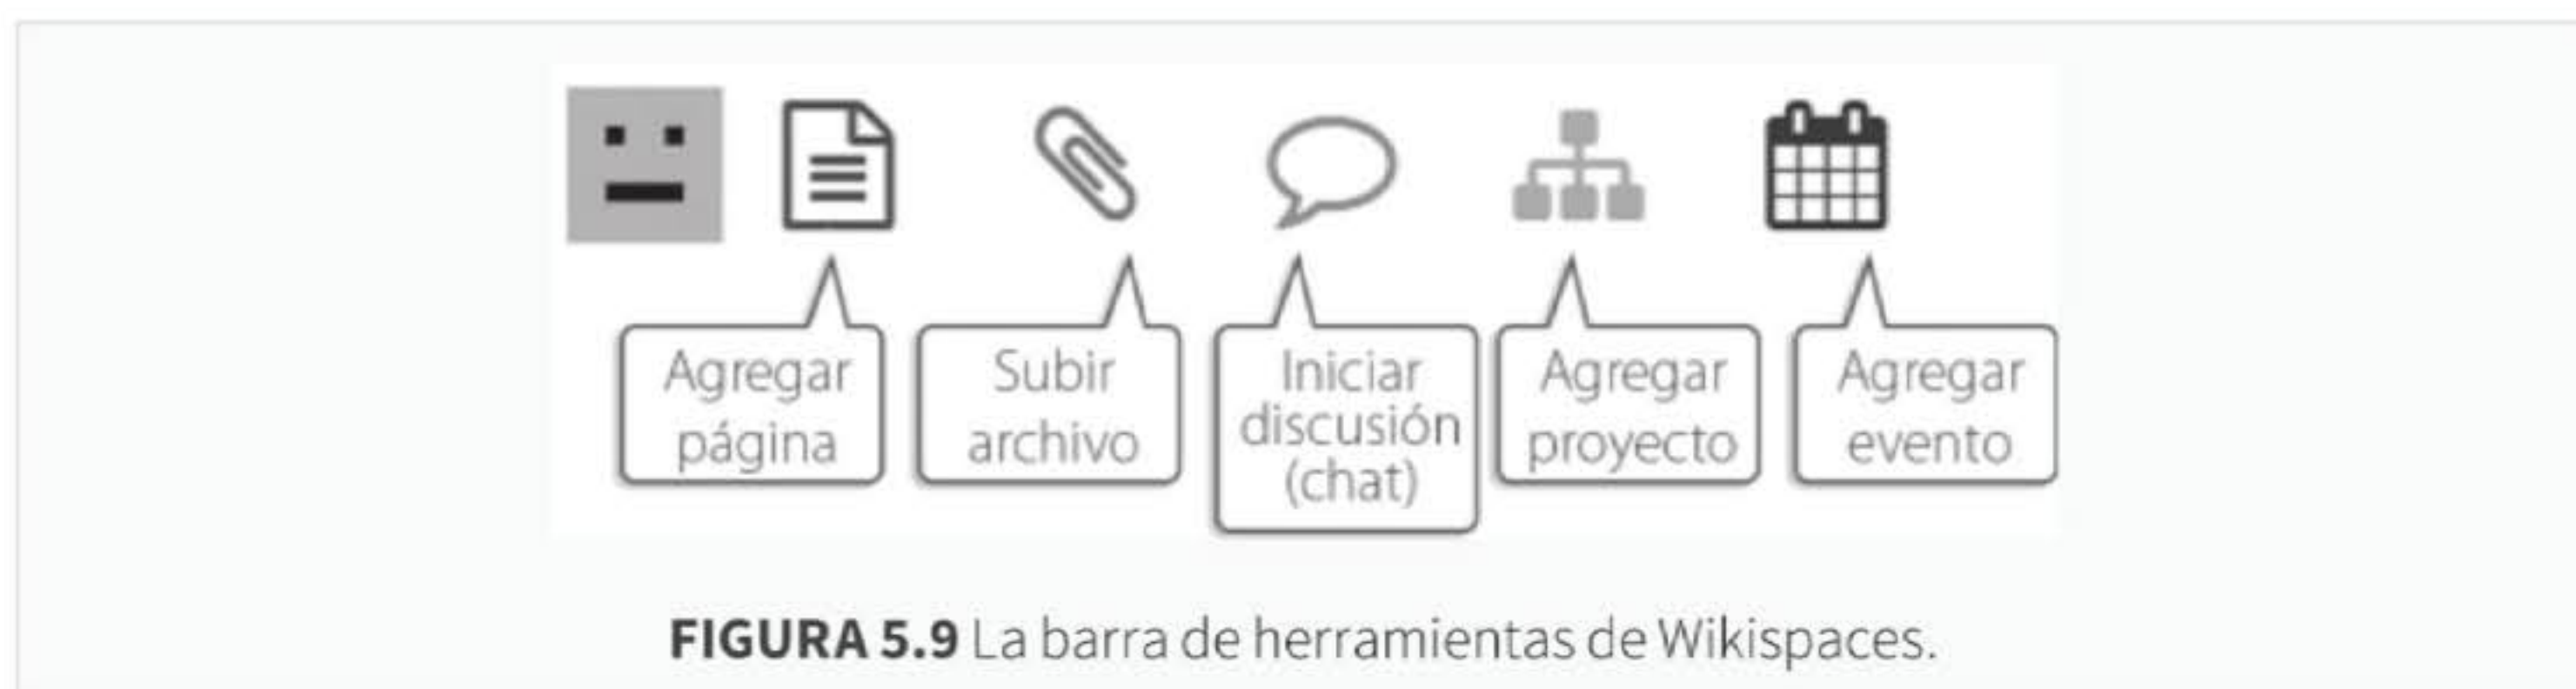 Agregar
página
Subir
archivo
Iniciar
discusión
(chat)
Agregar
proyecto
Agregar
evento
FIGURA 5.9 La barra de herramientas de Wikispaces.